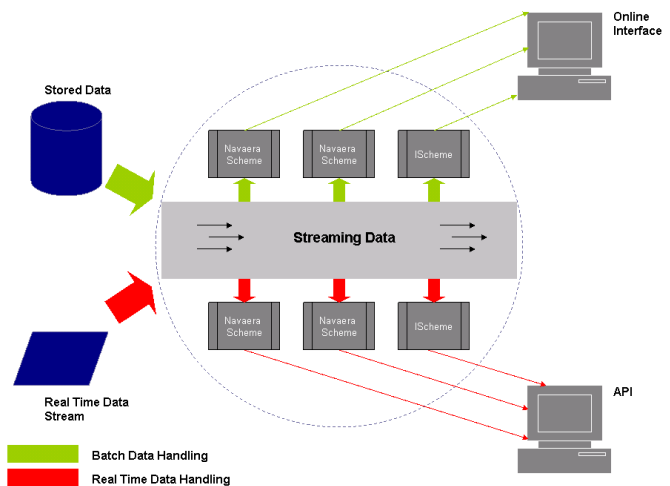 Online
Interface
Stored Data
Navaera
Scheme
Navaera
Scheme
IScheme
Streaming Data
Navaera
Scheme
Navaera
Scheme
IScheme
Real Time Data
Stream
API
Batch Data Handling
Real Time Data Handling